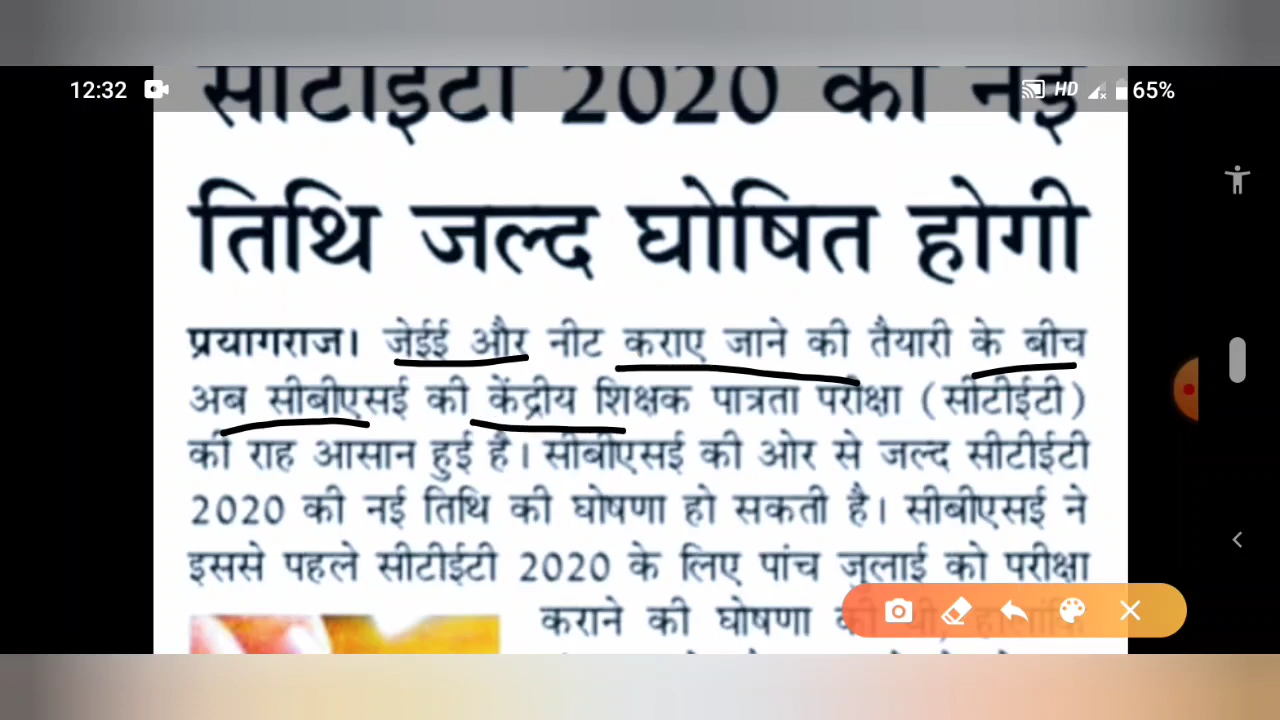 12:32 HD 65%
सीटीईटी 2020 की नई
तिथि जल्द घोषित होगी
प्रयागराज। जेईई और नीट कराए जाने की तैयारी के बीच
अब सीबीएसई की केंद्रीय शिक्षक पात्रता परीक्षा (सीटीईटी)
की राह आसान हुई है। सीबीएसई की ओर से जल्द सीटीईटी
2020 की नई तिथि की घोषणा हो सकती है। सीबीएसई ने
इससे पहले सीटीईटी 2020 के लिए पांच जुलाई को परीक्षा
कराने की घोषणा की थी, हालांकि